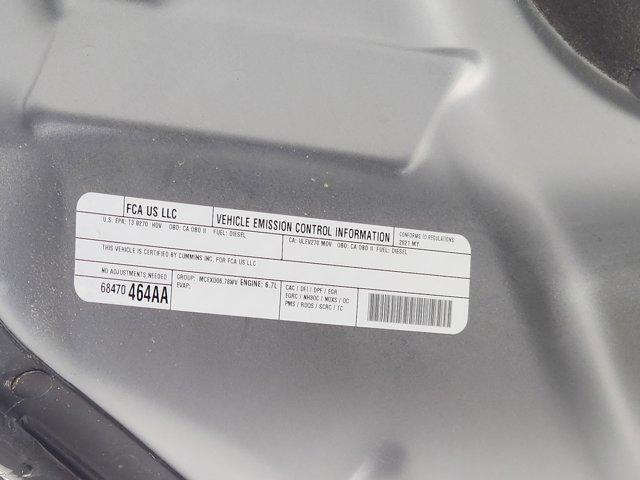 FCA US LLC
VEHICLE EMISSION CONTROL INFORMATION
CONFORMS TO REGULATIONS:
2021 MY
U.S. EPA: T3 B270 HDV OBD: CA OBD II FUEL: DIESEL
CA: ULEV270 MDV OBD: CA OBD II FUEL: DIESEL
THIS VEHICLE IS CERTIFIED BY CUMMINS INC. FOR FCA US LLC
NO ADJUSTMENTS NEEDED
68470 464AA
GROUP: MCEXD06.78WV ENGINE: 6.7L
EVAP:
CAC / DFI / DPF / EGR
EGRC / NH3OC / NOXS / OC
PMS / RDQS / SCRC / TC